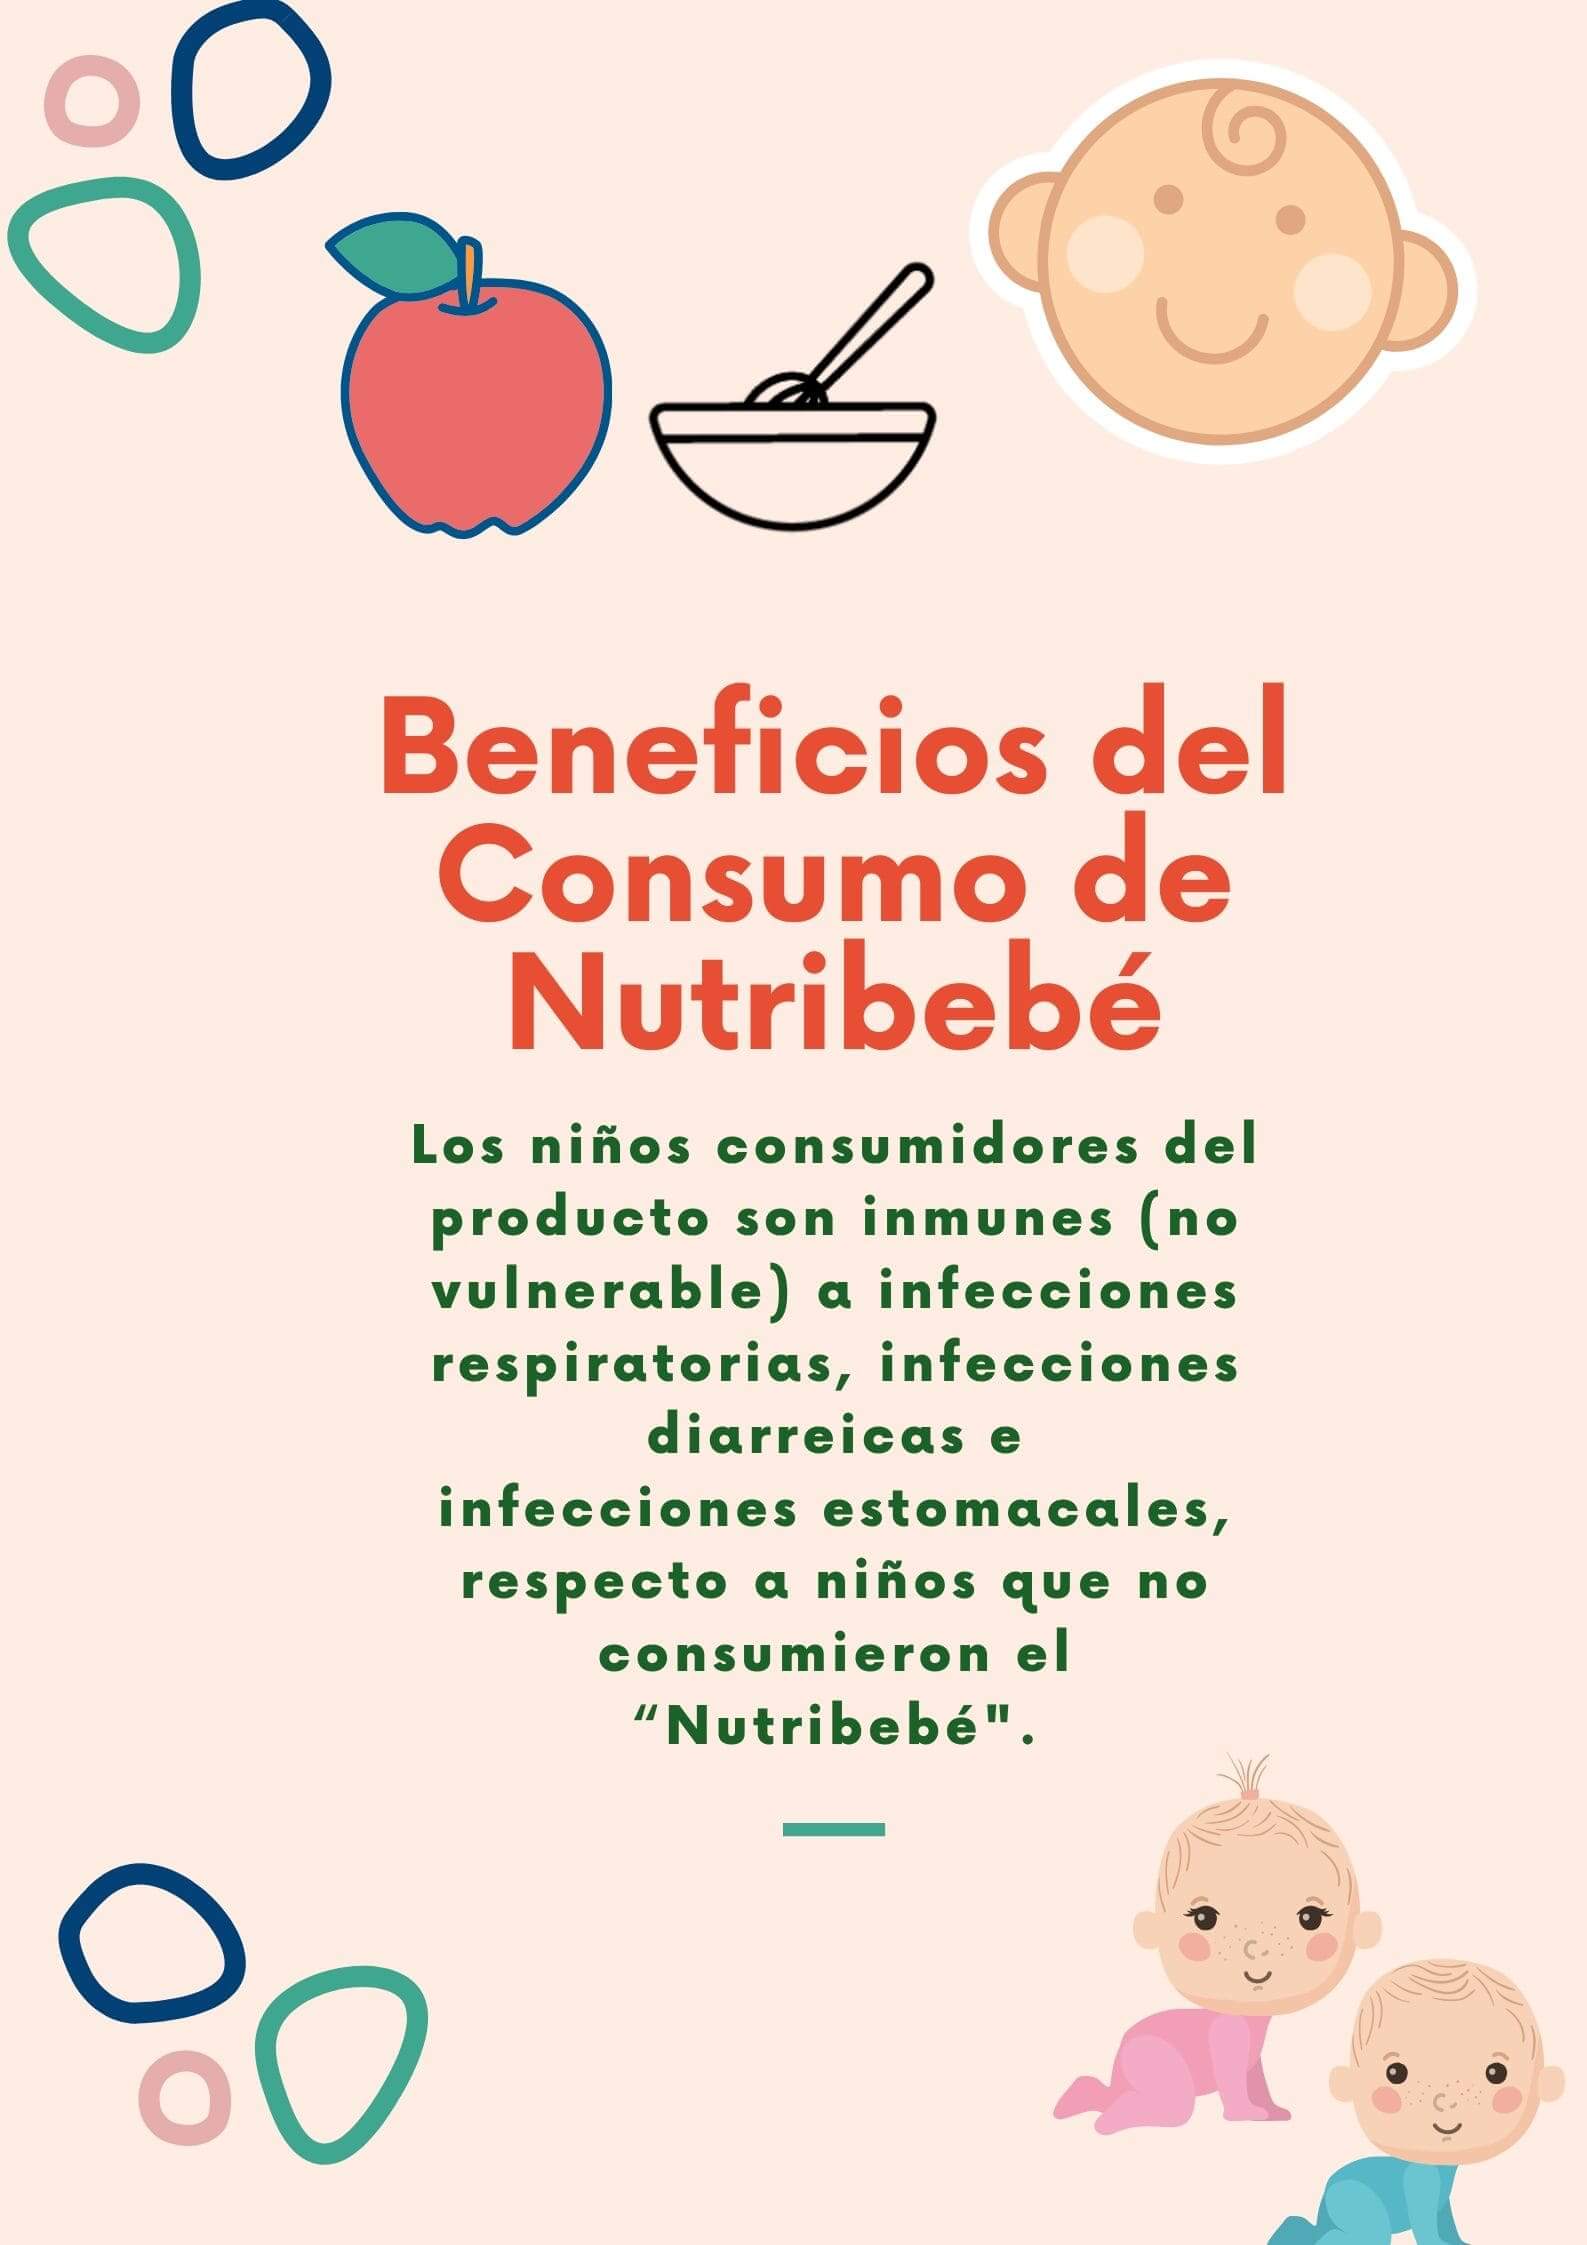 Beneficios del
Consumo de
Nutribebé
Los niños consumidores del
producto son inmunes (no
vulnerable) a infecciones
respiratorias, infecciones
diarreicas e
infecciones estomacales,
respecto a niños que no
consumieron el
“Nutribebé".